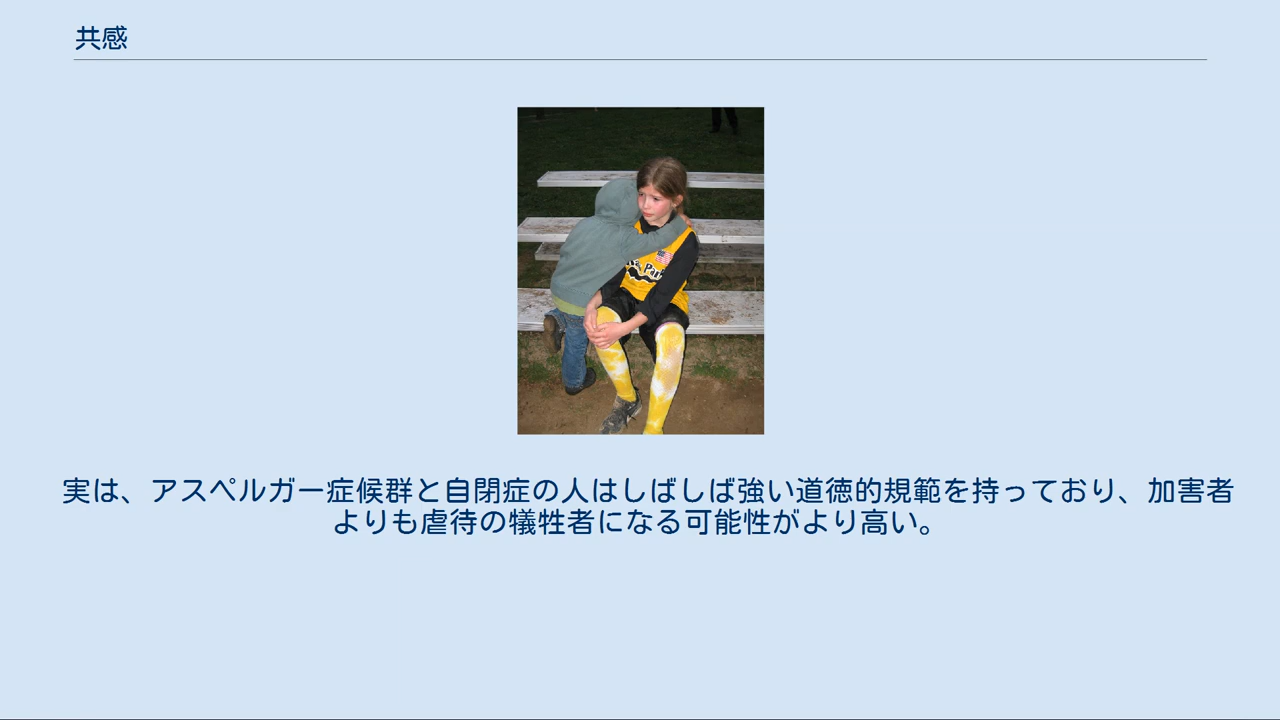 共感
実は、アスペルガー症候群と自閉症の人はしばしば強い道徳的規範を持っており、加害者
よりも虐待の犠牲者になる可能性がより高い。